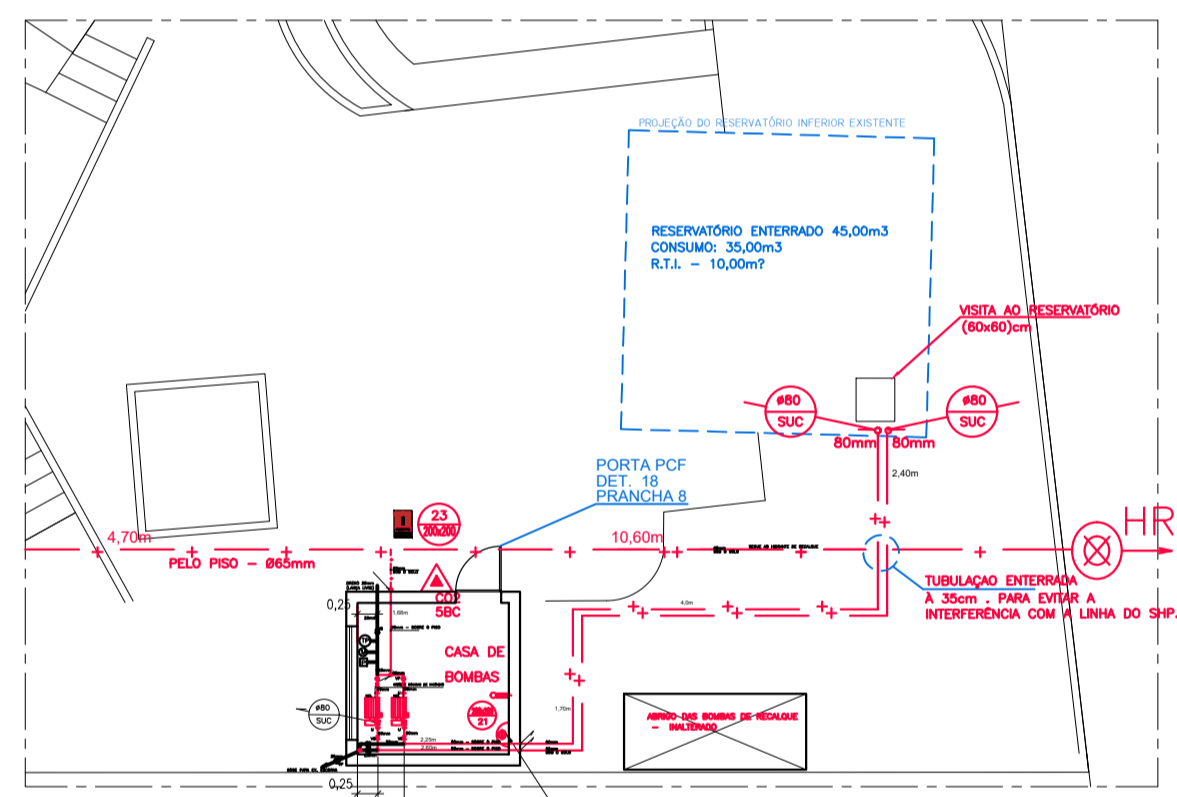 PROJEÇÃO DO RESERVATÓRIO INFERIOR EXISTENTE
RESERVATÓRIO ENTERRADO 45,00m3
CONSUMO: 35,00m3
R.T.I. – 10,00m?
VISITA AO RESERVATÓRIO
(60x60)cm
ø80
SUC
ø80
SUC
80mm
80mm
2,40m
PORTA PCF
DET. 18
PRANCHA 8
23
200x200
4,70m
10,60m
HR
PELO PISO – Ø65mm
TUBULAÇAO ENTERRADA
À 35cm . PARA EVITAR A
INTERFERÊNCIA COM A LINHA DO SHP.
CO2
5BC
0,25
1,68m
4,0m
CASA DE
BOMBAS
ø80
SUC
21
1,70m
ABRIGO DAS BOMBAS DE RECALQUE
– INALTERADO
2,25m
2,60m
0,25